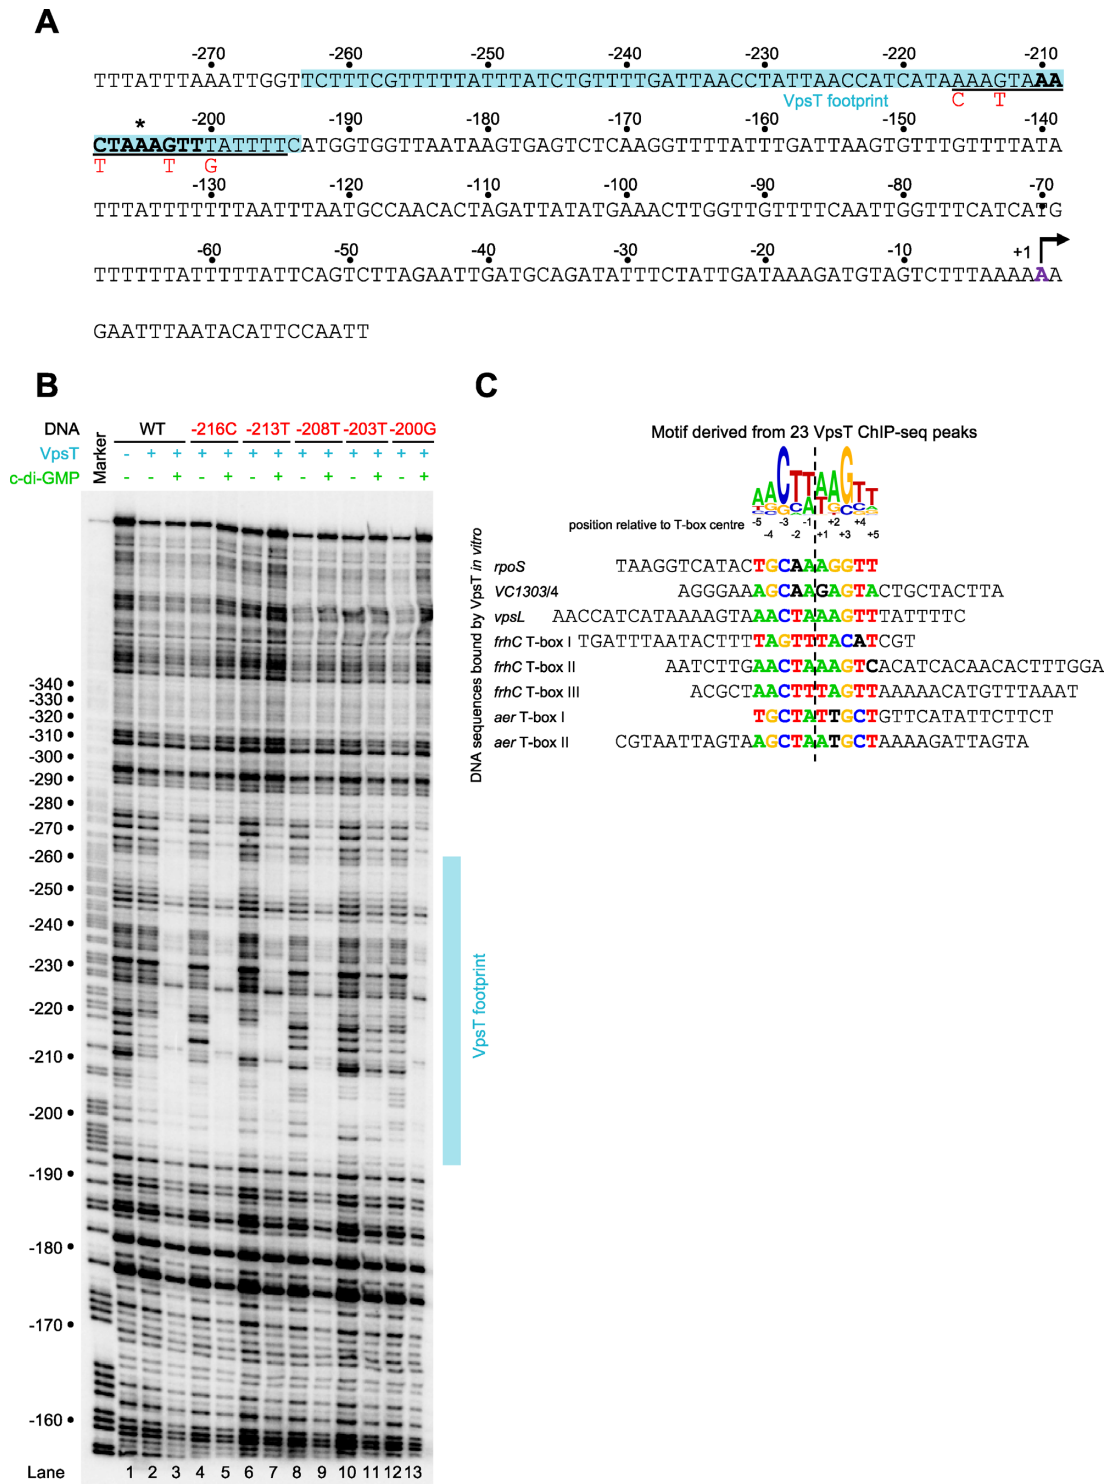 A
-270 -260 -250 -240 -230 -220 -210
TTTATTTAAATTGGTTCTTTCGTTTTTATTTATCTGTTTTGATTAACCTATTAACCATCATAAAAGTAAA
VpsT footprint C T
* -200 -190 -180 -170 -160 -150 -140
CTAAAGTTTATTTTCATGGTGGTTAATAAGTGAGTCTCAAGGTTTATTTGATTAAGTGTTTGTTTTATA
T T G
-130 -120 -110 -100 -90 -80 -70
TTTATTTTTTTAATTTAATGCCAACACTAGATTATATGAAACTTGGTTGTTTTCAATTGGTTTCATCATG
-60 -50 -40 -30 -20 -10 +1
TTTTTTATTTTATTCAGTCTTAGAATTGATGCAGATATTTCTATTGATAAAGATGTAGTCTTTAAAAAA
GAATTTAATACATTCCAATT
B
DNA WT -216C -213T -208T -203T -200G
VpsT - + + + + + + + + + + + +
c-di-GMP - - + - + - + - + - + - +
Marker
-340
-330
-320
-310
-300
-290
-280
-270
-260
-250
-240
-230
-220
-210
-200
-190
-180
-170
-160
VpsT footprint
Lane 1 2 3 4 5 6 7 8 9 10 11 12 13
C
Motif derived from 23 VpsT ChIP-seq peaks
position relative to T-box centre
-5 -3 -1 +2 +4
-4 -2 +1 +3 +5
DNA sequences bound by VpsT in vitro
rpoS TAAGGTCATACTGCAAAGGTT
VC1303/4 AGGGAAAGCAAGAGTACTGCTACTTA
vpsL AACCATCATAAAAGTAAACTAAAGTTTATTTTC
frhC T-box I TGATTTAATACTTTTAGTTTACATCGT
frhC T-box II AATCTTGAACTAAAGTCACATCACAACACTTTGGA
frhC T-box III ACGCTAACTTTAGTTAAAAACATGTTTAAAT
aer T-box I TGCTATTGCTGTTCATATTCTTCT
aer T-box II CGTAATTAGTAAGCTAATGCTAAAAGATTAGTA